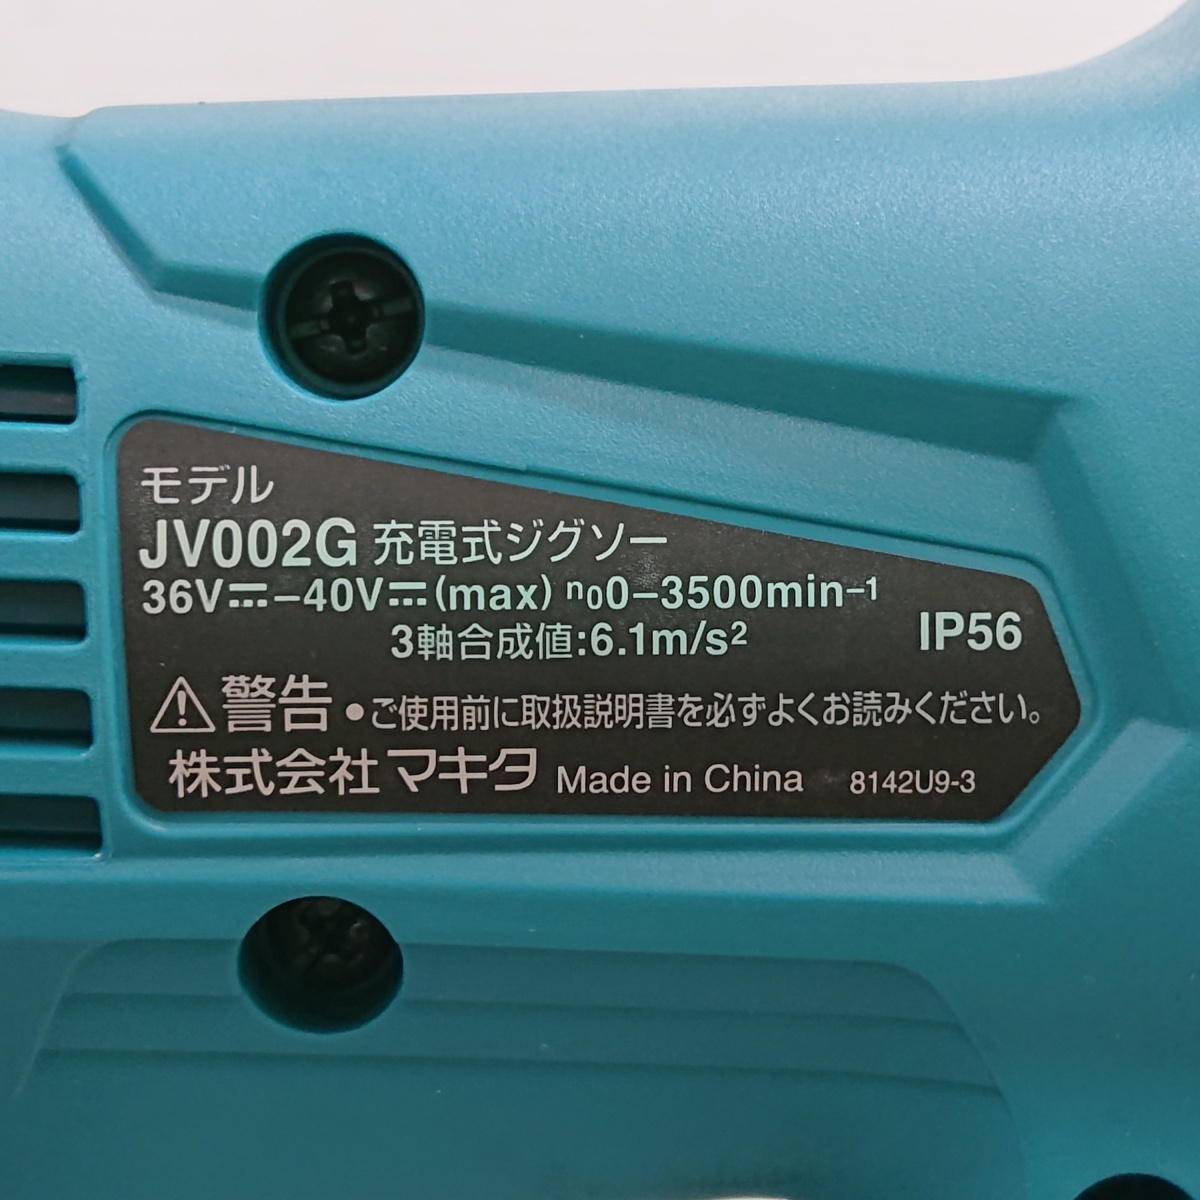 モデル
JV002G 充電式ジグソー
36V⎓–40V⎓(max) n₀0–3500min⁻¹
3軸合成値:6.1m/s²
IP56
⚠警告 ●ご使用前に取扱説明書を必ずよくお読みください。
株式会社マキタ Made in China 8142U9-3